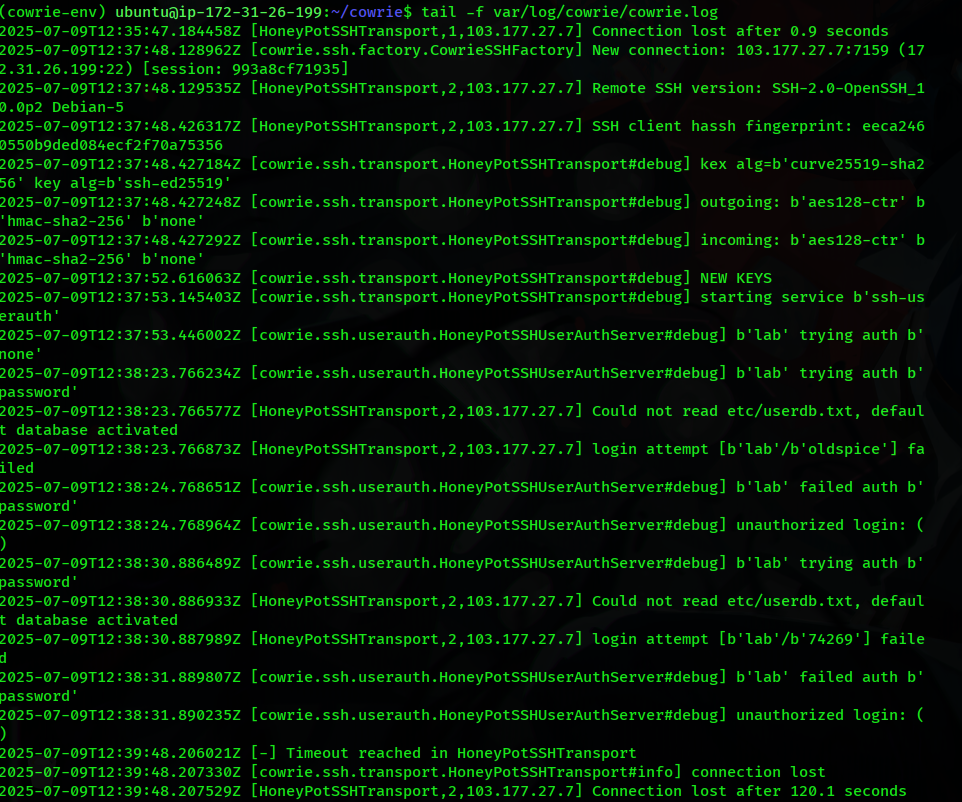 (cowrie-env) ubuntu@ip-172-31-26-199:~/cowrie$ tail -f var/log/cowrie/cowrie.log
2025-07-09T12:35:47.184458Z [HoneyPotSSHTransport,1,103.177.27.7] Connection lost after 0.9 seconds
2025-07-09T12:37:48.128962Z [cowrie.ssh.factory.CowrieSSHFactory] New connection: 103.177.27.7:7159 (17
2.31.26.199:22) [session: 993a8cf71935]
2025-07-09T12:37:48.129535Z [HoneyPotSSHTransport,2,103.177.27.7] Remote SSH version: SSH-2.0-OpenSSH_1
0.0p2 Debian-5
2025-07-09T12:37:48.426317Z [HoneyPotSSHTransport,2,103.177.27.7] SSH client hassh fingerprint: eeca246
0550b9ded084ecf2f70a75356
2025-07-09T12:37:48.427184Z [cowrie.ssh.transport.HoneyPotSSHTransport#debug] kex alg=b'curve25519-sha2
56' key alg=b'ssh-ed25519'
2025-07-09T12:37:48.427248Z [cowrie.ssh.transport.HoneyPotSSHTransport#debug] outgoing: b'aes128-ctr' b
'hmac-sha2-256' b'none'
2025-07-09T12:37:48.427292Z [cowrie.ssh.transport.HoneyPotSSHTransport#debug] incoming: b'aes128-ctr' b
'hmac-sha2-256' b'none'
2025-07-09T12:37:52.616063Z [cowrie.ssh.transport.HoneyPotSSHTransport#debug] NEW KEYS
2025-07-09T12:37:53.145403Z [cowrie.ssh.transport.HoneyPotSSHTransport#debug] starting service b'ssh-us
erauth'
2025-07-09T12:37:53.446002Z [cowrie.ssh.userauth.HoneyPotSSHUserAuthServer#debug] b'lab' trying auth b'
none'
2025-07-09T12:38:23.766234Z [cowrie.ssh.userauth.HoneyPotSSHUserAuthServer#debug] b'lab' trying auth b'
password'
2025-07-09T12:38:23.766577Z [HoneyPotSSHTransport,2,103.177.27.7] Could not read etc/userdb.txt, defaul
t database activated
2025-07-09T12:38:23.766873Z [HoneyPotSSHTransport,2,103.177.27.7] login attempt [b'lab'/b'oldspice'] fa
iled
2025-07-09T12:38:24.768651Z [cowrie.ssh.userauth.HoneyPotSSHUserAuthServer#debug] b'lab' failed auth b'
password'
2025-07-09T12:38:24.768964Z [cowrie.ssh.userauth.HoneyPotSSHUserAuthServer#debug] unauthorized login: (
)
2025-07-09T12:38:30.886489Z [cowrie.ssh.userauth.HoneyPotSSHUserAuthServer#debug] b'lab' trying auth b'
password'
2025-07-09T12:38:30.886933Z [HoneyPotSSHTransport,2,103.177.27.7] Could not read etc/userdb.txt, defaul
t database activated
2025-07-09T12:38:30.887989Z [HoneyPotSSHTransport,2,103.177.27.7] login attempt [b'lab'/b'74269'] faile
d
2025-07-09T12:38:31.889807Z [cowrie.ssh.userauth.HoneyPotSSHUserAuthServer#debug] b'lab' failed auth b'
password'
2025-07-09T12:38:31.890235Z [cowrie.ssh.userauth.HoneyPotSSHUserAuthServer#debug] unauthorized login: (
)
2025-07-09T12:39:48.206021Z [-] Timeout reached in HoneyPotSSHTransport
2025-07-09T12:39:48.207330Z [cowrie.ssh.transport.HoneyPotSSHTransport#info] connection lost
2025-07-09T12:39:48.207529Z [HoneyPotSSHTransport,2,103.177.27.7] Connection lost after 120.1 seconds